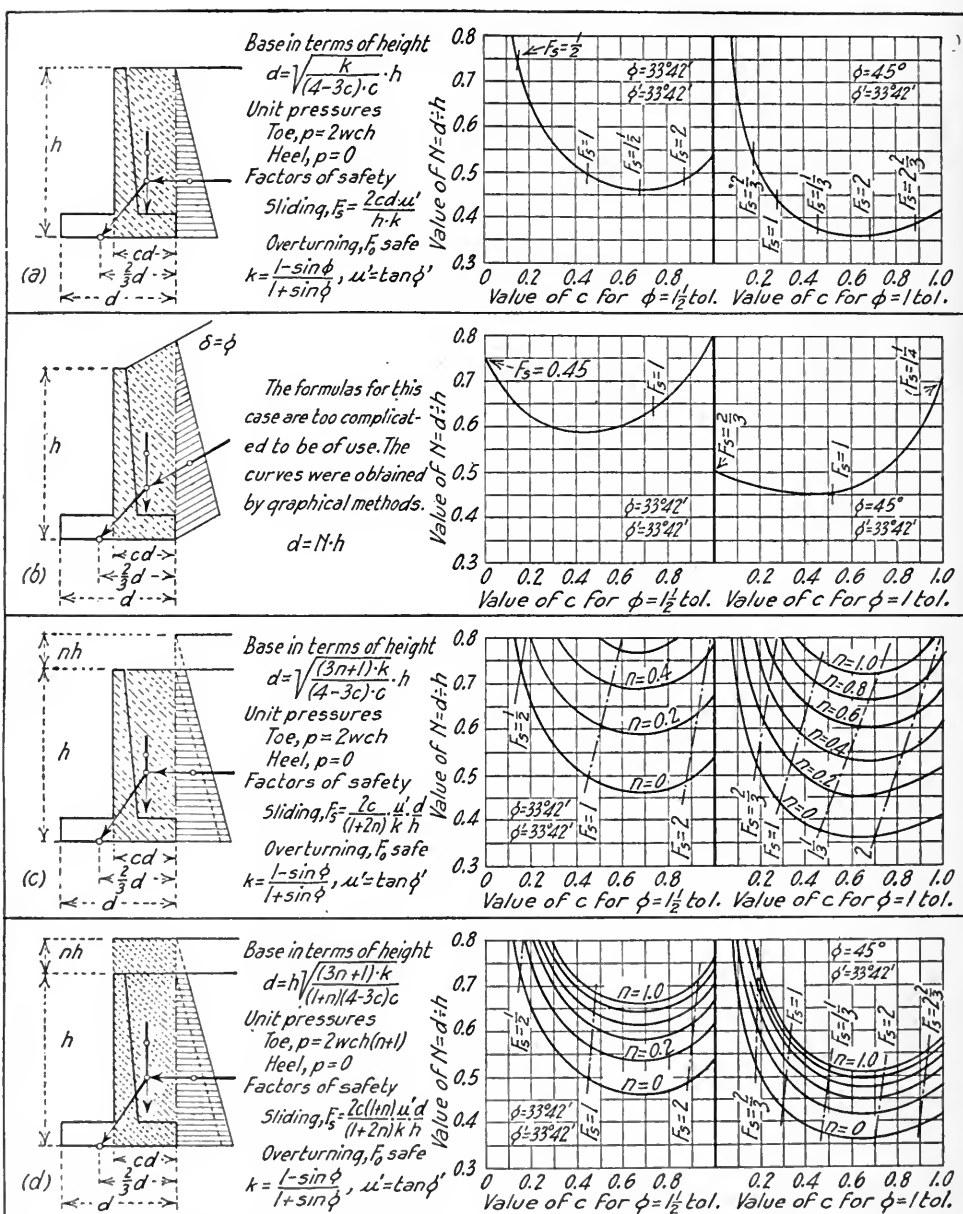 h
cd
2/3 d
d
(a)
Base in terms of height
d=√(k/((4-3c)·c))·h
Unit pressures
Toe, p=2wch
Heel, p=0
Factors of safety
Sliding, Fs=2cd·μ'/(h·k)
Overturning, Fo safe
k=(1-sinϕ)/(1+sinϕ), μ'=tanϕ'
Value of N=d÷h
0.8
0.7
0.6
0.5
0.4
0.3
Fs=1/2
Fs=1
Fs=1 1/2
Fs=2
ϕ=33°42'
ϕ'=33°42'
Fs=2/3
Fs=1
Fs=1 1/3
Fs=2
Fs=2 2/3
ϕ=45°
ϕ'=33°42'
0 0.2 0.4 0.6 0.8 0.2 0.4 0.6 0.8 1.0
Value of c for ϕ=1 1/2 to 1. Value of c for ϕ=1 to 1.
δ=ϕ
h
cd
2/3 d
d
(b)
The formulas for this
case are too complicat-
ed to be of use. The
curves were obtained
by graphical methods.
d=N·h
Value of N=d÷h
0.8
0.7
0.6
0.5
0.4
0.3
Fs=0.45
Fs=1
ϕ=33°42'
ϕ'=33°42'
Fs=2/3
Fs=1
(Fs=1 1/4
ϕ=45°
ϕ'=33°42'
0 0.2 0.4 0.6 0.8 0.2 0.4 0.6 0.8 1.0
Value of c for ϕ=1 1/2 to 1. Value of c for ϕ=1 to 1.
nh
h
cd
2/3 d
d
(c)
Base in terms of height
d=√((3n+1)·k/((4-3c)·c))·h
Unit pressures
Toe, p=2wch
Heel, p=0
Factors of safety
Sliding, Fs=2c/(1+2n)·μ'/k·d/h
Overturning, Fo safe
k=(1-sinϕ)/(1+sinϕ), μ'=tanϕ'
Value of N=d÷h
0.8
0.7
0.6
0.5
0.4
0.3
n=0.4
n=0.2
n=0
Fs=1/2
Fs=1
Fs=2
ϕ=33°42'
ϕ'=33°42'
n=1.0
n=0.8
n=0.6
n=0.4
n=0.2
n=0
Fs=2/3
Fs=1
1 1/3
2
0 0.2 0.4 0.6 0.8 0.2 0.4 0.6 0.8 1.0
Value of c for ϕ=1 1/2 to 1. Value of c for ϕ=1 to 1.
nh
h
cd
2/3 d
d
(d)
Base in terms of height
d=h√((3n+1)·k/((1+n)(4-3c)c))
Unit pressures
Toe, p=2wch(n+1)
Heel, p=0
Factors of safety
Sliding, Fs=2c(1+n)/(1+2n) μ'/k d/h
Overturning, Fo safe
k=(1-sinϕ)/(1+sinϕ), μ'=tanϕ'
Value of N=d÷h
0.8
0.7
0.6
0.5
0.4
0.3
n=1.0
n=0.2
n=0
Fs=1/2
Fs=1
Fs=2
ϕ=33°42'
ϕ'=33°42'
ϕ=45°
ϕ'=33°42'
Fs=2/3
Fs=1
Fs=1 1/3
Fs=2
Fs=2 2/3
n=1.0
n=0
0 0.2 0.4 0.6 0.8 0.2 0.4 0.6 0.8 1.0
Value of c for ϕ=1 1/2 to 1. Value of c for ϕ=1 to 1.